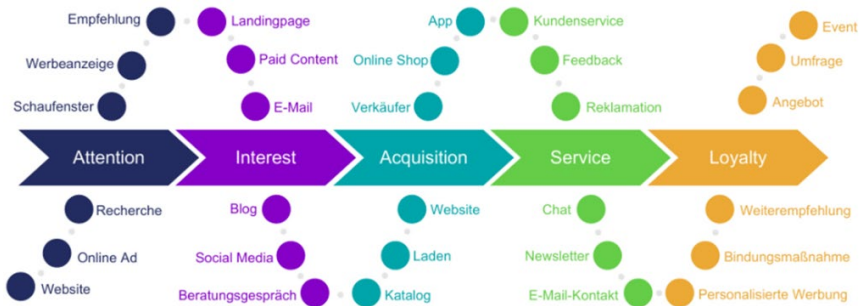 Empfehlung
Landingpage
App
Kundenservice
Event
Werbeanzeige
Paid Content
Online Shop
Feedback
Umfrage
Schaufenster
E-Mail
Verkäufer
Reklamation
Angebot
Attention
Interest
Acquisition
Service
Loyalty
Recherche
Blog
Website
Chat
Weiterempfehlung
Online Ad
Social Media
Laden
Newsletter
Bindungsmaßnahme
Website
Beratungsgespräch
Katalog
E-Mail-Kontakt
Personalisierte Werbung